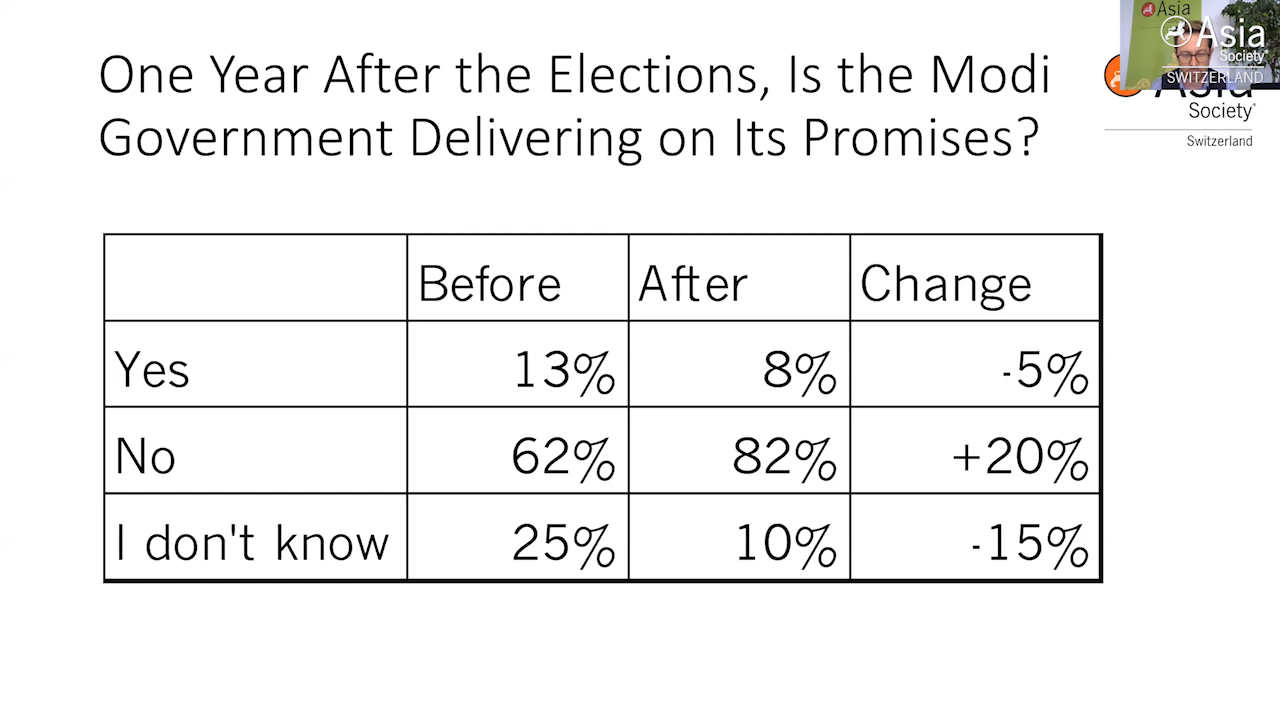 One Year After the Elections, Is the Modi
Government Delivering on Its Promises?
Asia
Asia
Society
SWITZERLAND
Asia
Society
Switzerland
Before After Change
Yes 13% 8% -5%
No 62% 82% +20%
I don't know 25% 10% -15%